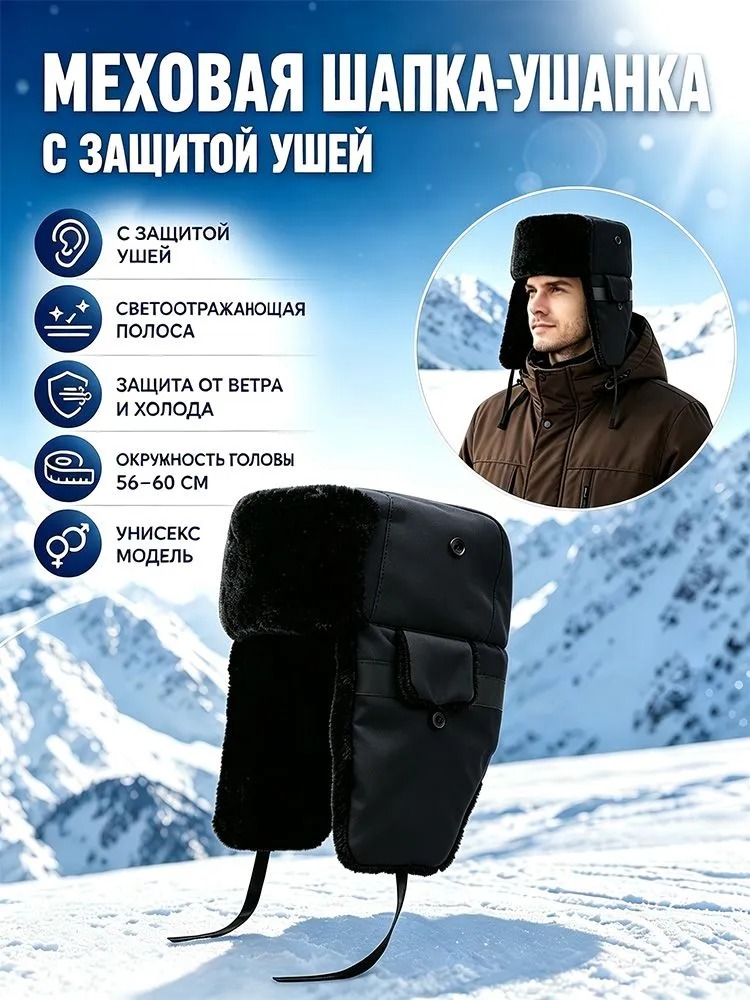 МЕХОВАЯ ШАПКА-УШАНКА
С ЗАЩИТОЙ УШЕЙ
С ЗАЩИТОЙ
УШЕЙ
СВЕТООТРАЖАЮЩАЯ
ПОЛОСА
ЗАЩИТА ОТ ВЕТРА
И ХОЛОДА
ОКРУЖНОСТЬ ГОЛОВЫ
56–60 СМ
УНИСЕКС
МОДЕЛЬ